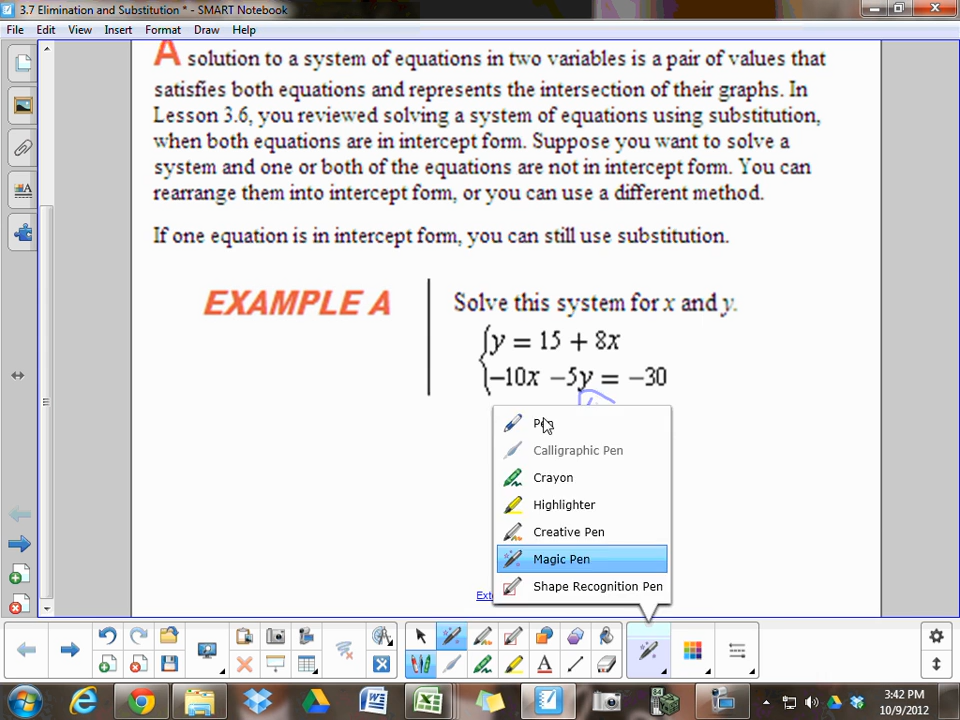 3.7 Elimination and Substitution * - SMART Notebook
File Edit View Insert Format Draw Help
A solution to a system of equations in two variables is a pair of values that
satisfies both equations and represents the intersection of their graphs. In
Lesson 3.6, you reviewed solving a system of equations using substitution,
when both equations are in intercept form. Suppose you want to solve a
system and one or both of the equations are not in intercept form. You can
rearrange them into intercept form, or you can use a different method.
If one equation is in intercept form, you can still use substitution.
EXAMPLE A
Solve this system for x and y.
y = 15 + 8x
-10x -5y = -30
Pen
Calligraphic Pen
Crayon
Highlighter
Creative Pen
Magic Pen
Shape Recognition Pen
3:42 PM
10/9/2012